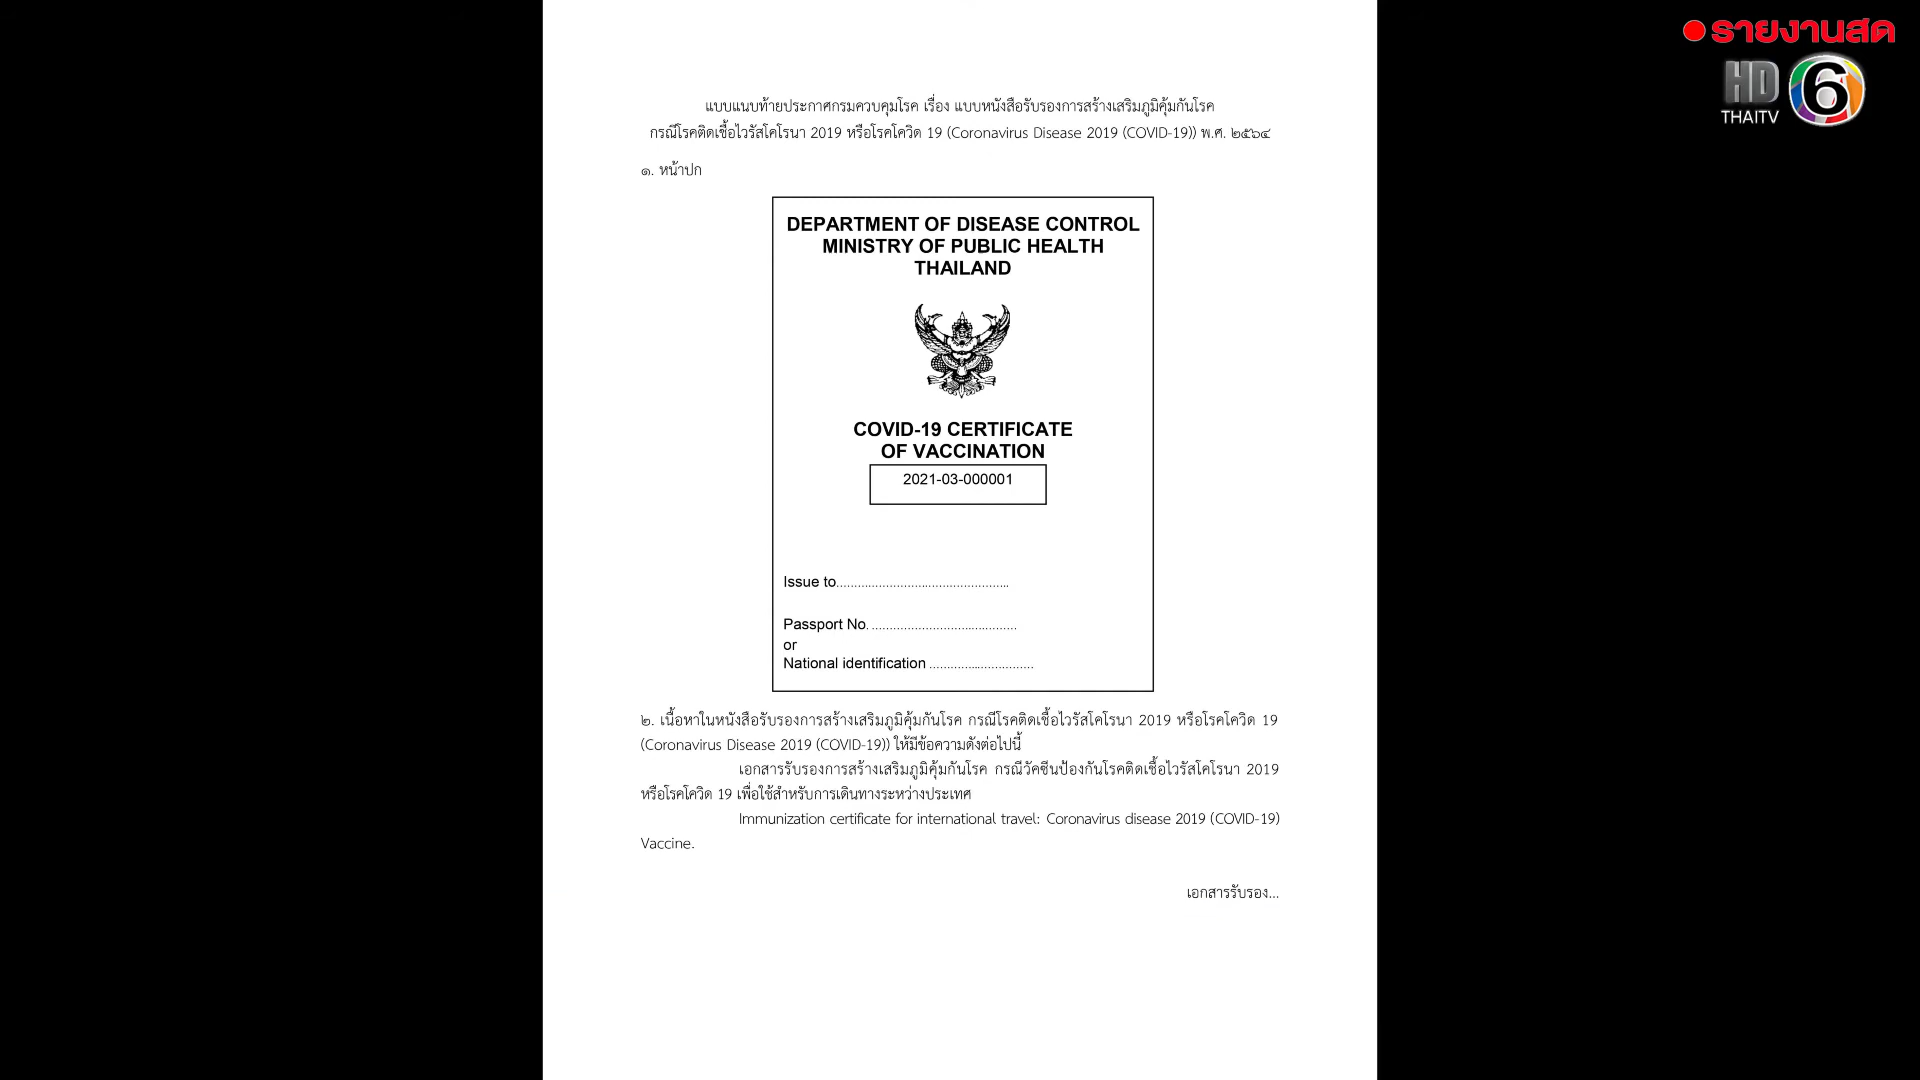 รายงานสด
HD
6
THAITV
แบบแนบท้ายประกาศกรมควบคุมโรค เรื่อง แบบหนังสือรับรองการสร้างเสริมภูมิคุ้มกันโรค
กรณีโรคติดเชื้อไวรัสโคโรนา 2019 หรือโรคโควิด 19 (Coronavirus Disease 2019 (COVID-19)) พ.ศ. ๒๕๖๔
๑. หน้าปก
DEPARTMENT OF DISEASE CONTROL
MINISTRY OF PUBLIC HEALTH
THAILAND
COVID-19 CERTIFICATE
OF VACCINATION
2021-03-000001
Issue to...........................................
Passport No. .....................................
or
National identification ..........................
๒. เนื้อหาในหนังสือรับรองการสร้างเสริมภูมิคุ้มกันโรค กรณีโรคติดเชื้อไวรัสโคโรนา 2019 หรือโรคโควิด 19
(Coronavirus Disease 2019 (COVID-19)) ให้มีข้อความดังต่อไปนี้
เอกสารรับรองการสร้างเสริมภูมิคุ้มกันโรค กรณีวัคซีนป้องกันโรคติดเชื้อไวรัสโคโรนา 2019
หรือโรคโควิด 19 เพื่อใช้สำหรับการเดินทางระหว่างประเทศ
Immunization certificate for international travel: Coronavirus disease 2019 (COVID-19)
Vaccine.
เอกสารรับรอง...